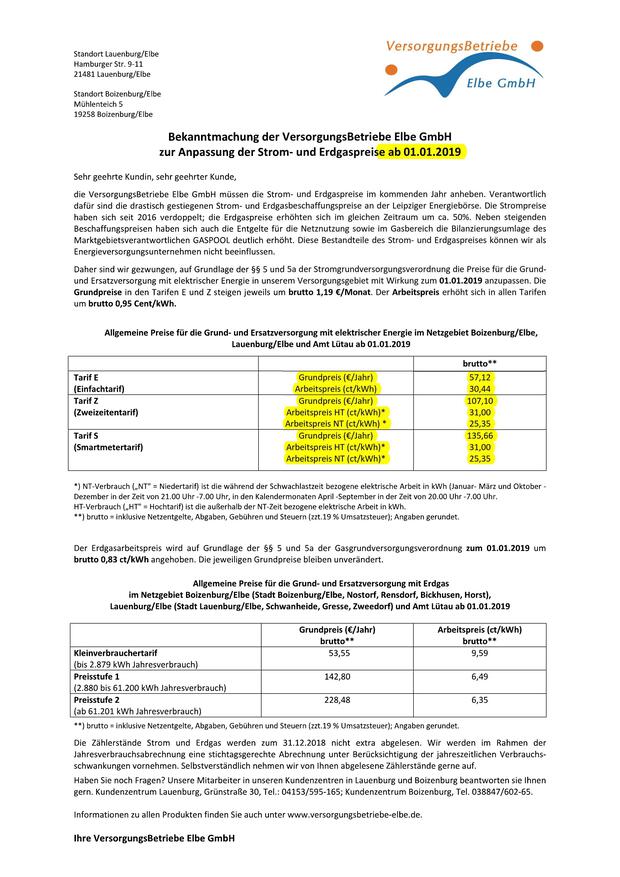 Standort Lauenburg/Elbe
Hamburger Str. 9-11
21481 Lauenburg/Elbe
Standort Boizenburg/Elbe
Mühlenteich 5
19258 Boizenburg/Elbe
VersorgungsBetriebe
Elbe GmbH
Bekanntmachung der VersorgungsBetriebe Elbe GmbH
zur Anpassung der Strom- und Erdgaspreise ab 01.01.2019
Sehr geehrte Kundin, sehr geehrter Kunde,
die VersorgungsBetriebe Elbe GmbH müssen die Strom- und Erdgaspreise im kommenden Jahr anheben. Verantwortlich
dafür sind die drastisch gestiegenen Strom- und Erdgasbeschaffungspreise an der Leipziger Energiebörse. Die Strompreise
haben sich seit 2016 verdoppelt; die Erdgaspreise erhöhten sich im gleichen Zeitraum um ca. 50%. Neben steigenden
Beschaffungspreisen haben sich auch die Entgelte für die Netznutzung sowie im Gasbereich die Bilanzierungsumlage des
Marktgebietsverantwortlichen GASPOOL deutlich erhöht. Diese Bestandteile des Strom- und Erdgaspreises können wir als
Energieversorgungsunternehmen nicht beeinflussen.
Daher sind wir gezwungen, auf Grundlage der §§ 5 und 5a der Stromgrundversorgungsverordnung die Preise für die Grund-
und Ersatzversorgung mit elektrischer Energie in unserem Versorgungsgebiet mit Wirkung zum 01.01.2019 anzupassen. Die
Grundpreise in den Tarifen E und Z steigen jeweils um brutto 1,19 €/Monat. Der Arbeitspreis erhöht sich in allen Tarifen
um brutto 0,95 Cent/kWh.
Allgemeine Preise für die Grund- und Ersatzversorgung mit elektrischer Energie im Netzgebiet Boizenburg/Elbe,
Lauenburg/Elbe und Amt Lütau ab 01.01.2019
brutto**
Tarif E Grundpreis (€/Jahr) 57,12
(Einfachtarif) Arbeitspreis (ct/kWh) 30,44
Tarif Z Grundpreis (€/Jahr) 107,10
(Zweizeitentarif) Arbeitspreis HT (ct/kWh)* 31,00
Arbeitspreis NT (ct/kWh) * 25,35
Tarif S Grundpreis (€/Jahr) 135,66
(Smartmetertarif) Arbeitspreis HT (ct/kWh)* 31,00
Arbeitspreis NT (ct/kWh)* 25,35
*) NT-Verbrauch („NT" = Niedertarif) ist die während der Schwachlastzeit bezogene elektrische Arbeit in kWh (Januar- März und Oktober -
Dezember in der Zeit von 21.00 Uhr -7.00 Uhr, in den Kalendermonaten April -September in der Zeit von 20.00 Uhr -7.00 Uhr.
HT-Verbrauch („HT" = Hochtarif) ist die außerhalb der NT-Zeit bezogene elektrische Arbeit in kWh.
**) brutto = inklusive Netzentgelte, Abgaben, Gebühren und Steuern (zzt.19 % Umsatzsteuer); Angaben gerundet.
Der Erdgasarbeitspreis wird auf Grundlage der §§ 5 und 5a der Gasgrundversorgungsverordnung zum 01.01.2019 um
brutto 0,83 ct/kWh angehoben. Die jeweiligen Grundpreise bleiben unverändert.
Allgemeine Preise für die Grund- und Ersatzversorgung mit Erdgas
im Netzgebiet Boizenburg/Elbe (Stadt Boizenburg/Elbe, Nostorf, Rensdorf, Bickhusen, Horst),
Lauenburg/Elbe (Stadt Lauenburg/Elbe, Schwanheide, Gresse, Zweedorf) und Amt Lütau ab 01.01.2019
Grundpreis (€/Jahr) Arbeitspreis (ct/kWh)
brutto** brutto**
Kleinverbrauchertarif 53,55 9,59
(bis 2.879 kWh Jahresverbrauch)
Preisstufe 1 142,80 6,49
(2.880 bis 61.200 kWh Jahresverbrauch)
Preisstufe 2 228,48 6,35
(ab 61.201 kWh Jahresverbrauch)
**) brutto = inklusive Netzentgelte, Abgaben, Gebühren und Steuern (zzt.19 % Umsatzsteuer); Angaben gerundet.
Die Zählerstände Strom und Erdgas werden zum 31.12.2018 nicht extra abgelesen. Wir werden im Rahmen der
Jahresverbrauchsabrechnung eine stichtagsgerechte Abrechnung unter Berücksichtigung der jahreszeitlichen Verbrauchs-
schwankungen vornehmen. Selbstverständlich nehmen wir von Ihnen abgelesene Zählerstände gerne auf.
Haben Sie noch Fragen? Unsere Mitarbeiter in unseren Kundenzentren in Lauenburg und Boizenburg beantworten sie Ihnen
gern. Kundenzentrum Lauenburg, Grünstraße 30, Tel.: 04153/595-165; Kundenzentrum Boizenburg, Tel. 038847/602-65.
Informationen zu allen Produkten finden Sie auch unter www.versorgungsbetriebe-elbe.de.
Ihre VersorgungsBetriebe Elbe GmbH